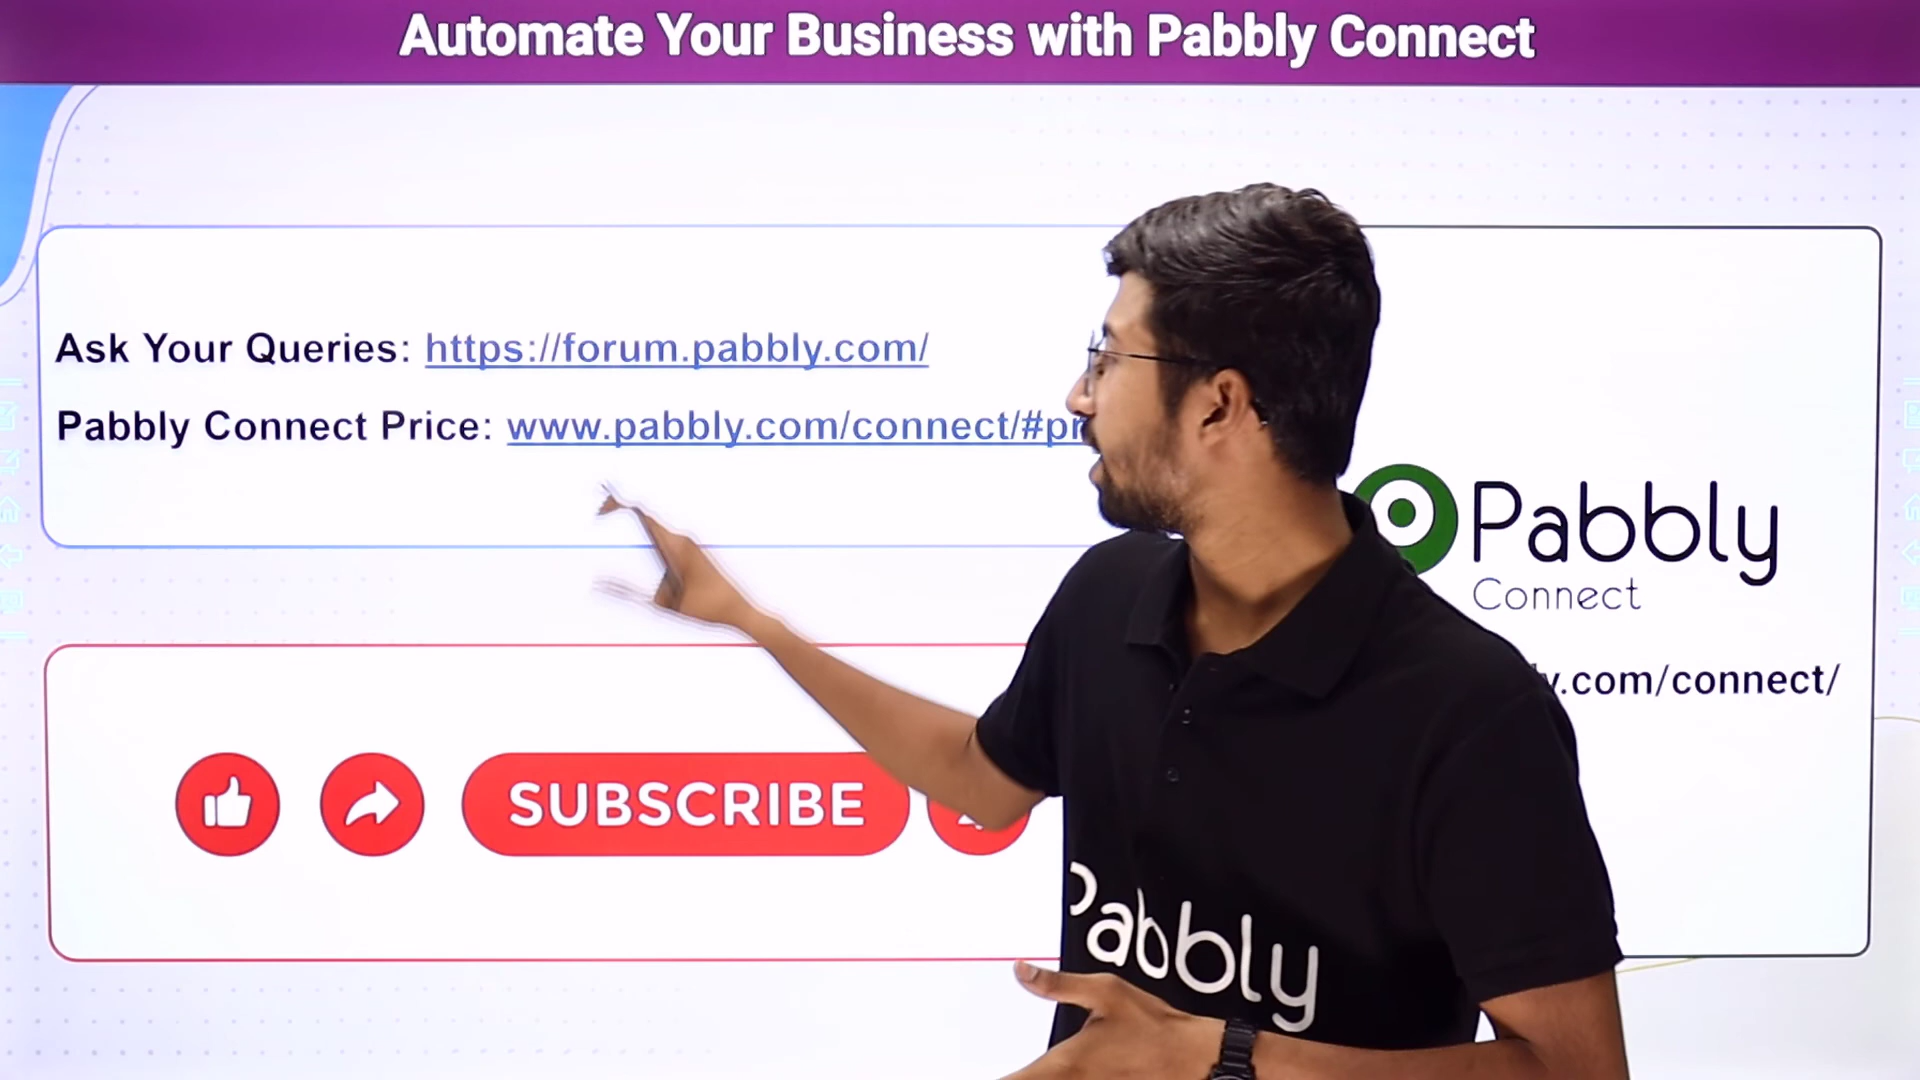 Automate Your Business with Pabbly Connect
Ask Your Queries: https://forum.pabbly.com/
Pabbly Connect Price: www.pabbly.com/connect/#pr
Pabbly
Connect
y.com/connect/
SUBSCRIBE
Pabbly